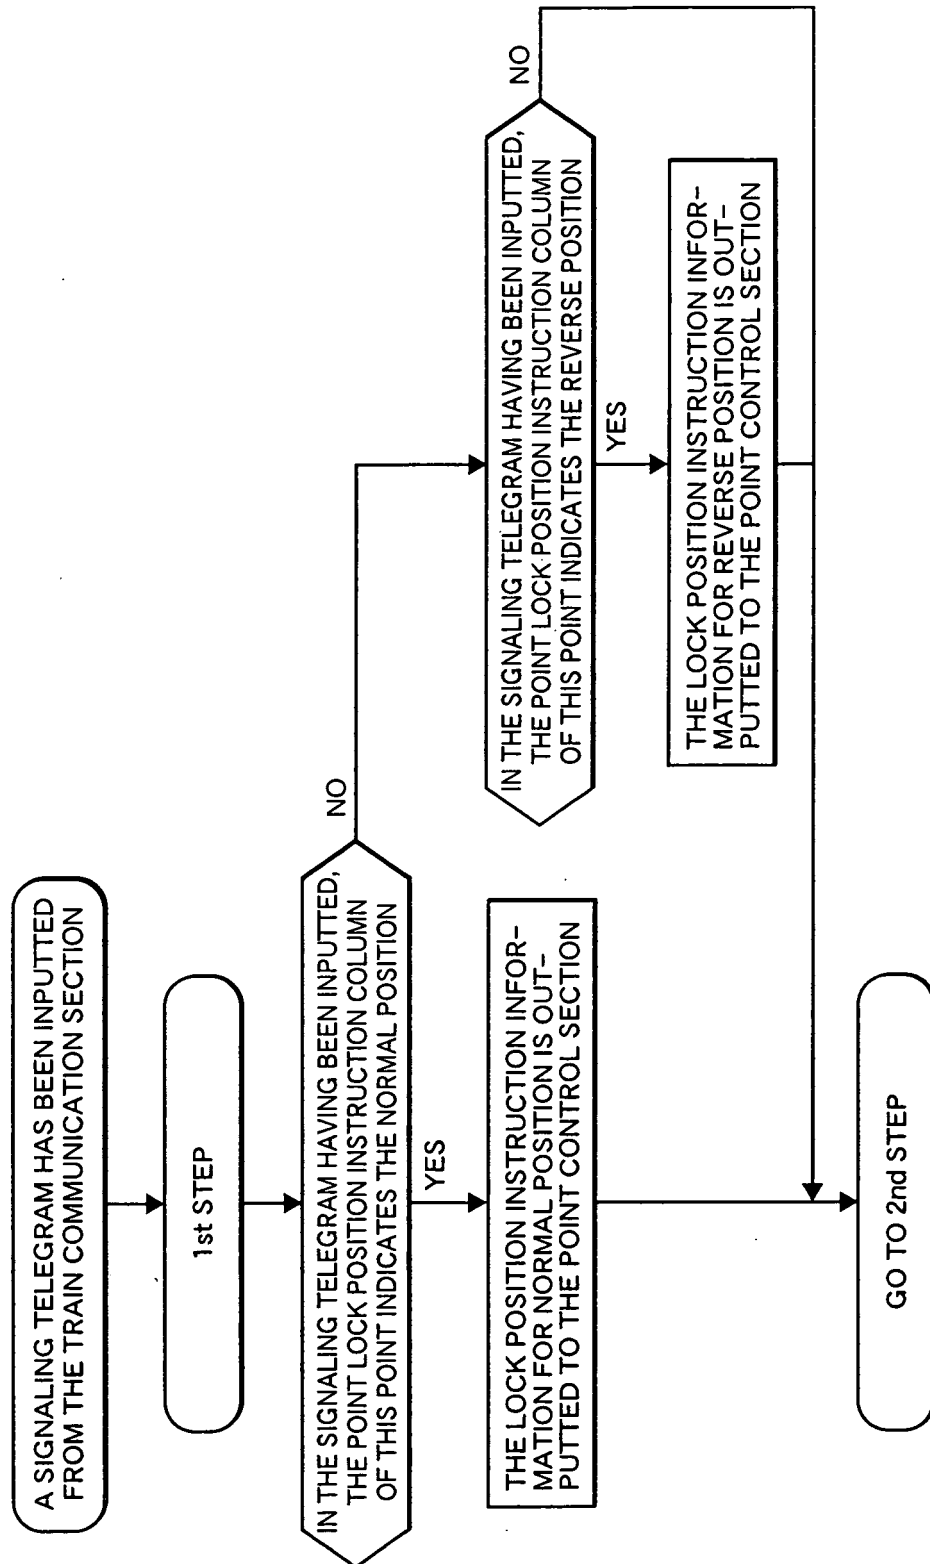 A SIGNALING TELEGRAM HAS BEEN INPUTTED
FROM THE TRAIN COMMUNICATION SECTION
1st STEP
IN THE SIGNALING TELEGRAM HAVING BEEN INPUTTED,
THE POINT LOCK POSITION INSTRUCTION COLUMN
OF THIS POINT INDICATES THE NORMAL POSITION
NO
YES
THE LOCK POSITION INSTRUCTION INFOR-
MATION FOR NORMAL POSITION IS OUT-
PUTTED TO THE POINT CONTROL SECTION
IN THE SIGNALING TELEGRAM HAVING BEEN INPUTTED,
THE POINT LOCK POSITION INSTRUCTION COLUMN
OF THIS POINT INDICATES THE REVERSE POSITION
NO
YES
THE LOCK POSITION INSTRUCTION INFOR-
MATION FOR REVERSE POSITION IS OUT-
PUTTED TO THE POINT CONTROL SECTION
GO TO 2nd STEP